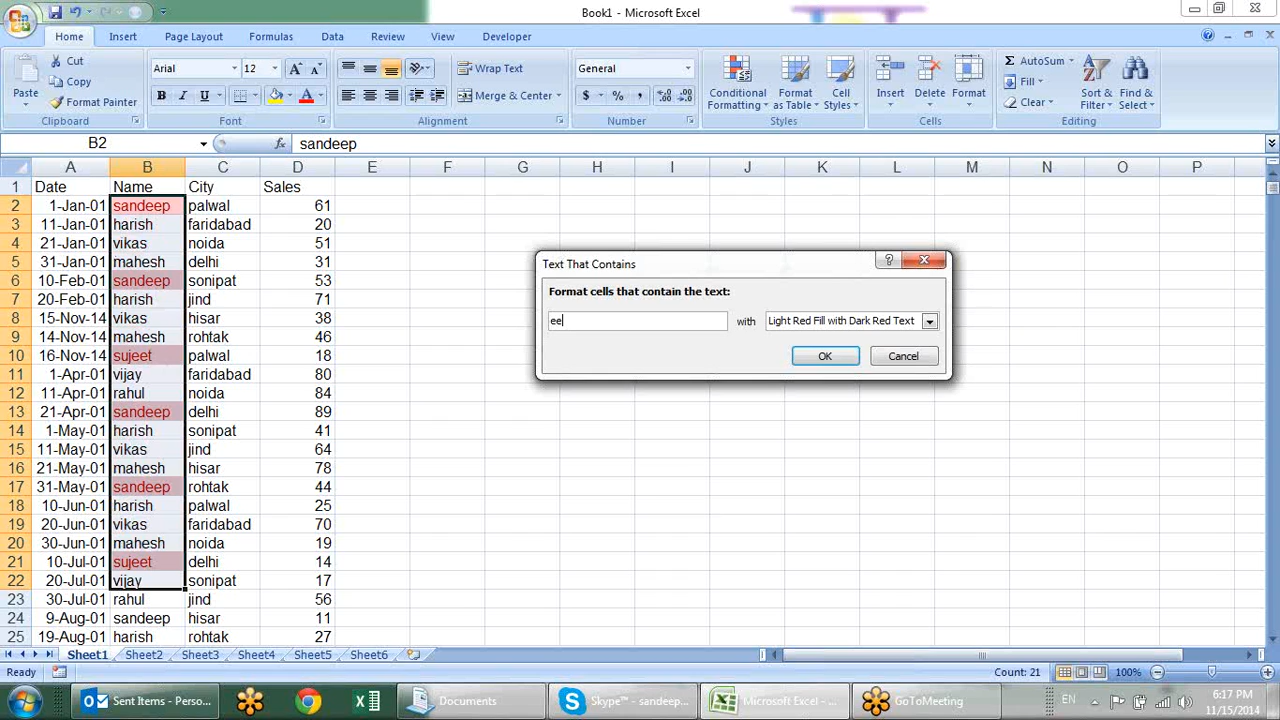 Book1 - Microsoft Excel
Home Insert Page Layout Formulas Data Review View Developer
Cut Arial 12 Wrap Text General AutoSum
Copy Fill
Paste Format Painter Merge & Center $ % , Conditional Formatting Format as Table Cell Styles Insert Delete Format Clear Sort & Filter Find & Select
Clipboard Font Alignment Number Styles Cells Editing
B2 fx sandeep
A B C D E F G H I J K L M N O P
1 Date Name City Sales
2 1-Jan-01 sandeep palwal 61
3 11-Jan-01 harish faridabad 20
4 21-Jan-01 vikas noida 51
5 31-Jan-01 mahesh delhi 31
6 10-Feb-01 sandeep sonipat 53
7 20-Feb-01 harish jind 71
8 15-Nov-14 vikas hisar 38
9 14-Nov-14 mahesh rohtak 46
10 16-Nov-14 sujeet palwal 18
11 1-Apr-01 vijay faridabad 80
12 11-Apr-01 rahul noida 84
13 21-Apr-01 sandeep delhi 89
14 1-May-01 harish sonipat 41
15 11-May-01 vikas jind 64
16 21-May-01 mahesh hisar 78
17 31-May-01 sandeep rohtak 44
18 10-Jun-01 harish palwal 25
19 20-Jun-01 vikas faridabad 70
20 30-Jun-01 mahesh noida 19
21 10-Jul-01 sujeet delhi 14
22 20-Jul-01 vijay sonipat 17
23 30-Jul-01 rahul jind 56
24 9-Aug-01 sandeep hisar 11
25 19-Aug-01 harish rohtak 27
Text That Contains
Format cells that contain the text:
ee with Light Red Fill with Dark Red Text
OK Cancel
Sheet1 Sheet2 Sheet3 Sheet4 Sheet5 Sheet6
Ready Count: 21 100%
Sent Items - Perso... Documents Skype™ - sandeep... Microsoft Excel - ... GoToMeeting EN 6:17 PM
11/15/2014